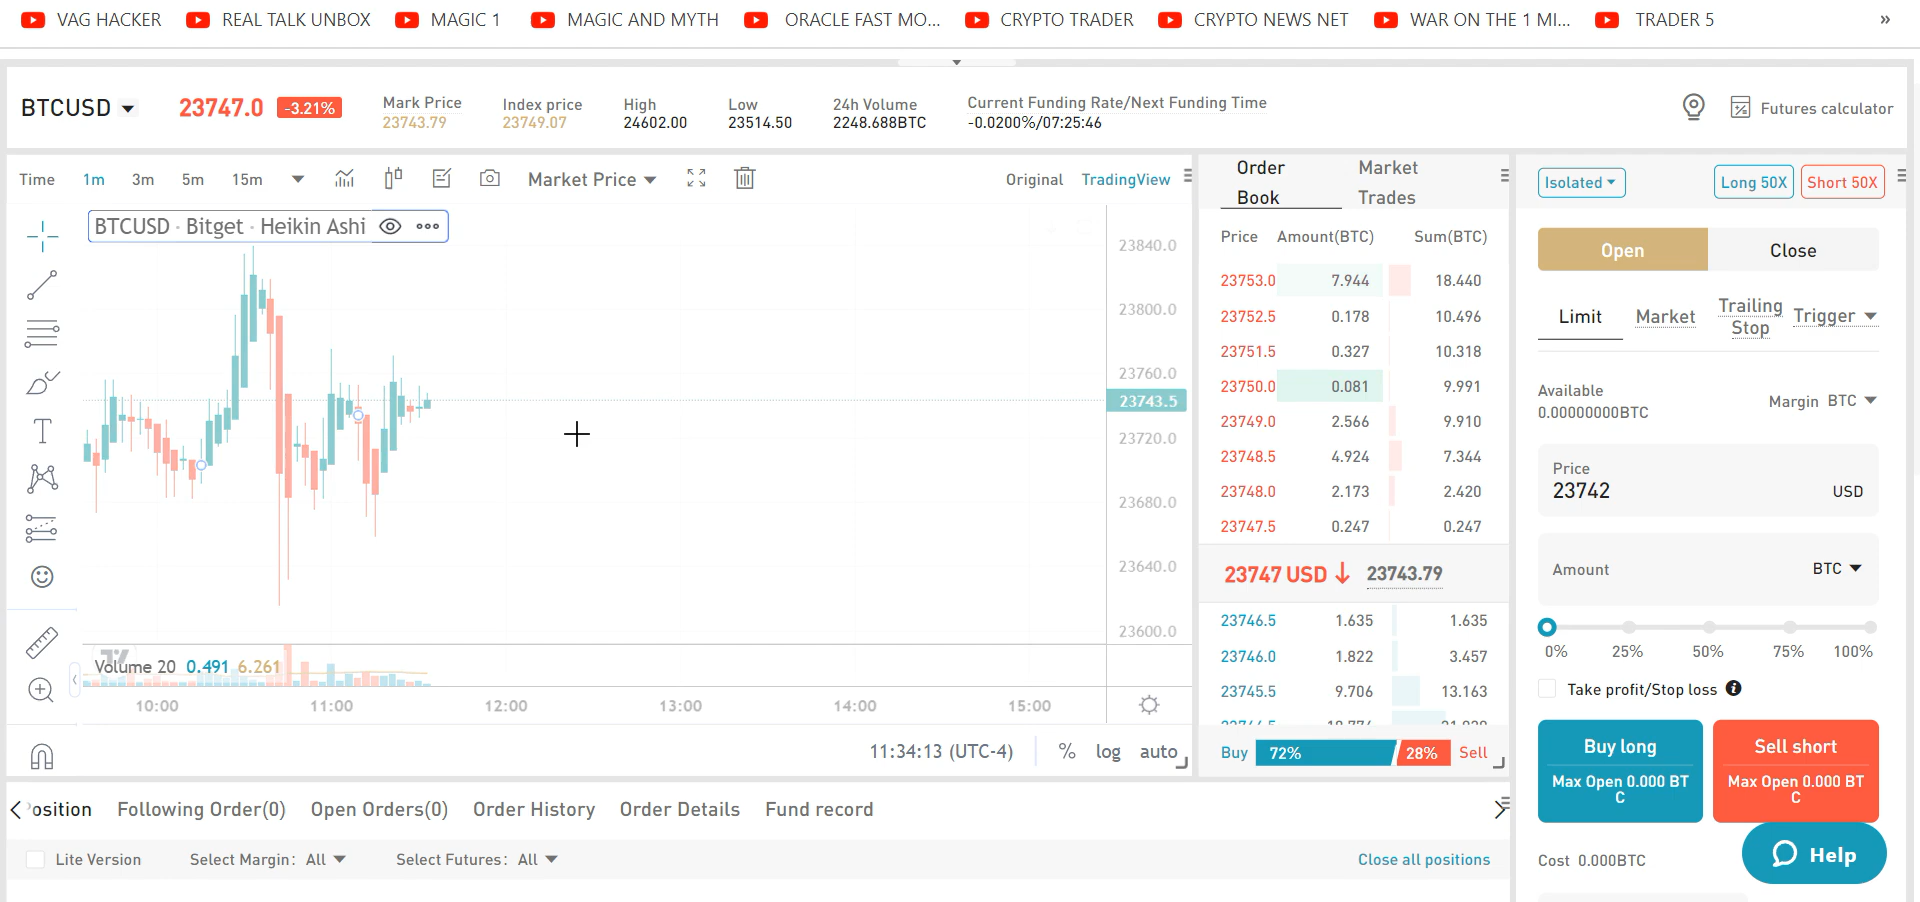 VAG HACKER REAL TALK UNBOX MAGIC 1 MAGIC AND MYTH ORACLE FAST MO... CRYPTO TRADER CRYPTO NEWS NET WAR ON THE 1 MI... TRADER 5 »
BTCUSD 23747.0 -3.21%
Mark Price
23743.79
Index price
23749.07
High
24602.00
Low
23514.50
24h Volume
2248.688BTC
Current Funding Rate/Next Funding Time
-0.0200%/07:25:46
Futures calculator
Time 1m 3m 5m 15m Market Price Original TradingView
BTCUSD · Bitget · Heikin Ashi
23840.0
23800.0
23760.0
23743.5
23720.0
23680.0
23640.0
23600.0
Volume 20 0.491 6.261
10:00 11:00 12:00 13:00 14:00 15:00
11:34:13 (UTC-4) % log auto
Order
Book
Market
Trades
Price Amount(BTC) Sum(BTC)
23753.0 7.944 18.440
23752.5 0.178 10.496
23751.5 0.327 10.318
23750.0 0.081 9.991
23749.0 2.566 9.910
23748.5 4.924 7.344
23748.0 2.173 2.420
23747.5 0.247 0.247
23747 USD ↓ 23743.79
23746.5 1.635 1.635
23746.0 1.822 3.457
23745.5 9.706 13.163
Buy 72% 28% Sell
Isolated Long 50X Short 50X
Open Close
Limit Market Trailing
Stop
Trigger
Available
0.00000000BTC
Margin BTC
Price
23742 USD
Amount BTC
0% 25% 50% 75% 100%
Take profit/Stop loss
Buy long
Max Open 0.000 BT
C
Sell short
Max Open 0.000 BT
C
Cost 0.000BTC
Help
osition Following Order(0) Open Orders(0) Order History Order Details Fund record
Lite Version Select Margin: All Select Futures: All Close all positions